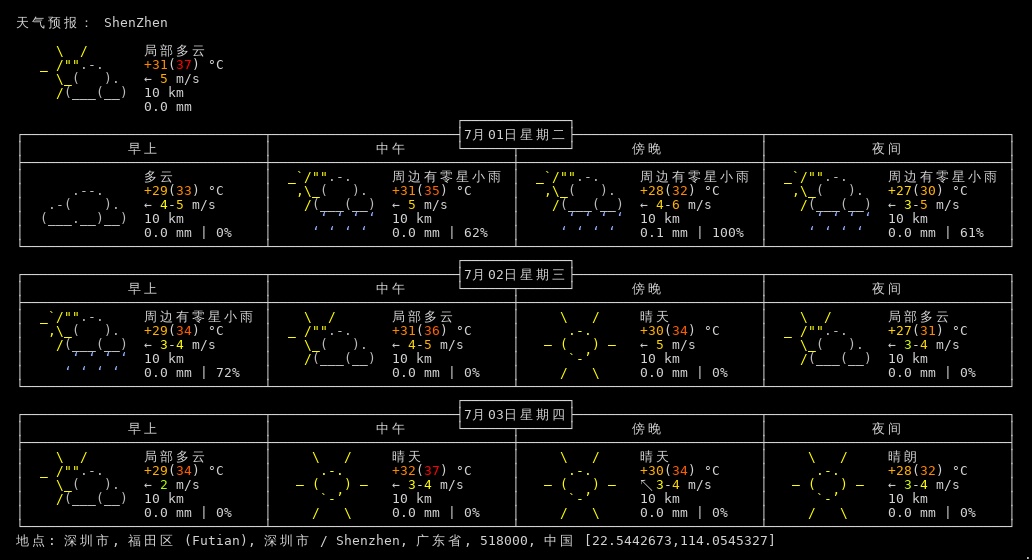 天气预报： ShenZhen
局部多云
+31(37) °C
← 5 m/s
10 km
0.0 mm
7月01日星期二
早上 中午 傍晚 夜间
多云 周边有零星小雨 周边有零星小雨 周边有零星小雨
+29(33) °C +31(35) °C +28(32) °C +27(30) °C
← 4-5 m/s ← 5 m/s ← 4-6 m/s ← 3-5 m/s
10 km 10 km 10 km 10 km
0.0 mm | 0% 0.0 mm | 62% 0.1 mm | 100% 0.0 mm | 61%
7月02日星期三
早上 中午 傍晚 夜间
周边有零星小雨 局部多云 晴天 局部多云
+29(34) °C +31(36) °C +30(34) °C +27(31) °C
← 3-4 m/s ← 4-5 m/s ← 5 m/s ← 3-4 m/s
10 km 10 km 10 km 10 km
0.0 mm | 72% 0.0 mm | 0% 0.0 mm | 0% 0.0 mm | 0%
7月03日星期四
早上 中午 傍晚 夜间
局部多云 晴天 晴天 晴朗
+29(34) °C +32(37) °C +30(34) °C +28(32) °C
← 2 m/s ← 3-4 m/s ↖ 3-4 m/s ← 3-4 m/s
10 km 10 km 10 km 10 km
0.0 mm | 0% 0.0 mm | 0% 0.0 mm | 0% 0.0 mm | 0%
地点: 深圳市, 福田区 (Futian), 深圳市 / Shenzhen, 广东省, 518000, 中国 [22.5442673,114.0545327]